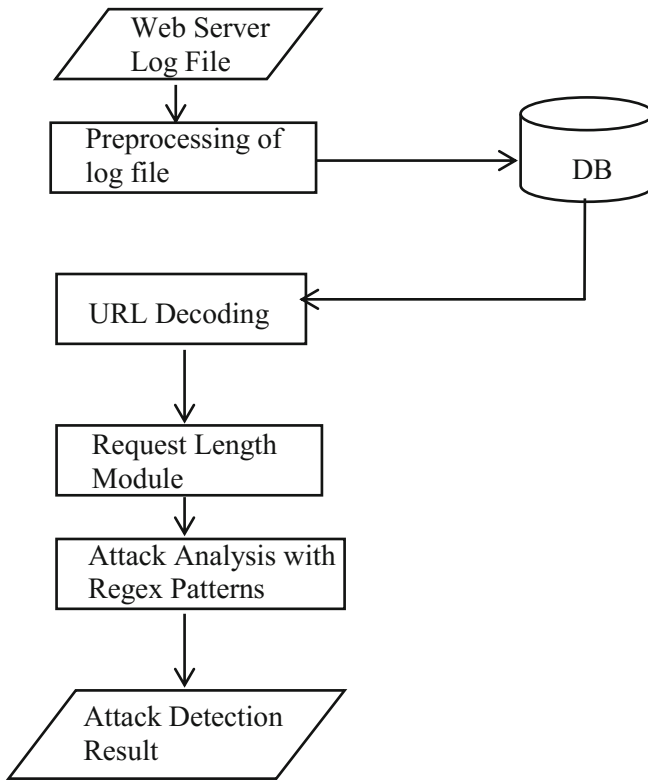 Web Server
Log File
Preprocessing of
log file
DB
URL Decoding
Request Length
Module
Attack Analysis with
Regex Patterns
Attack Detection
Result